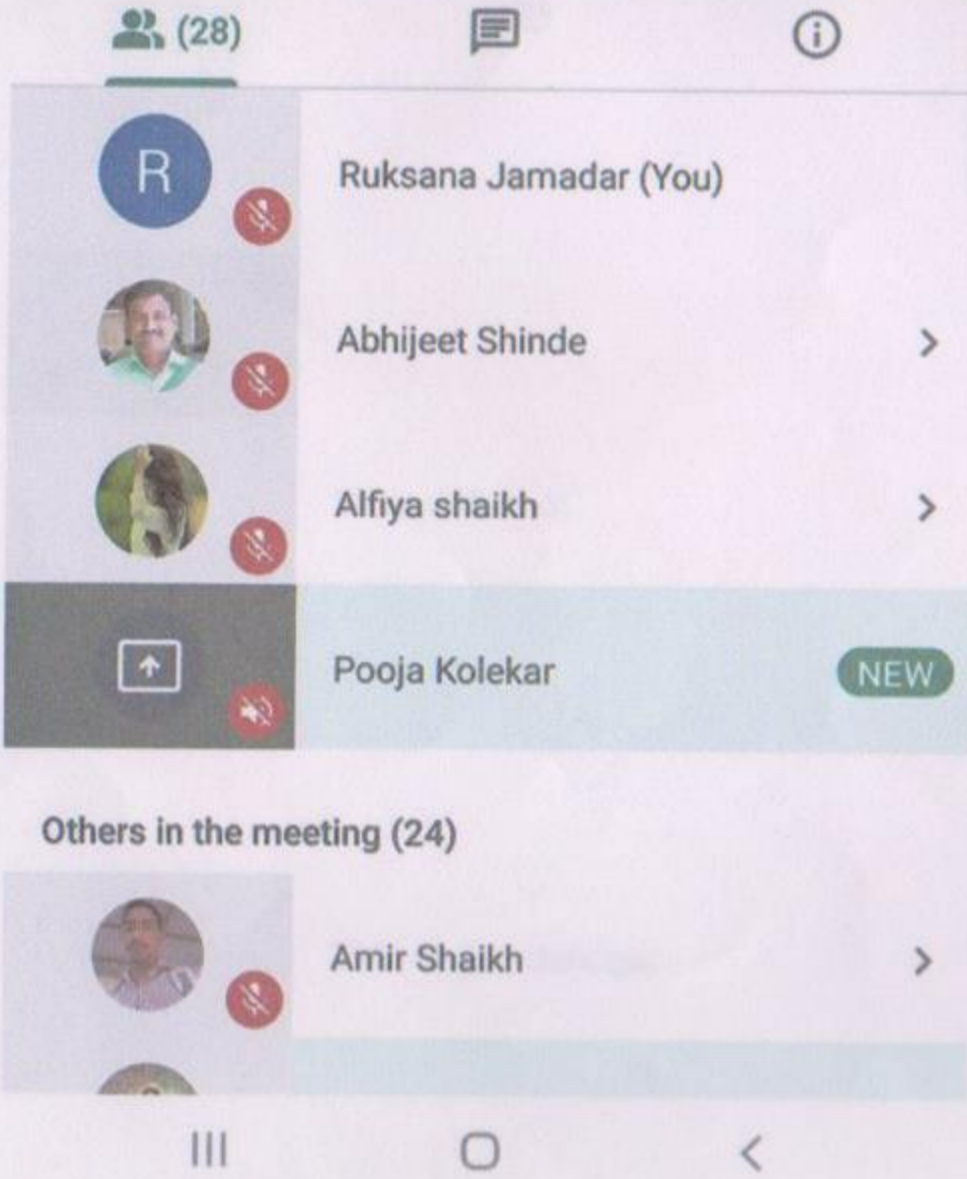 (28)
R
Ruksana Jamadar (You)
Abhijeet Shinde
Alfiya shaikh
Pooja Kolekar NEW
Others in the meeting (24)
Amir Shaikh